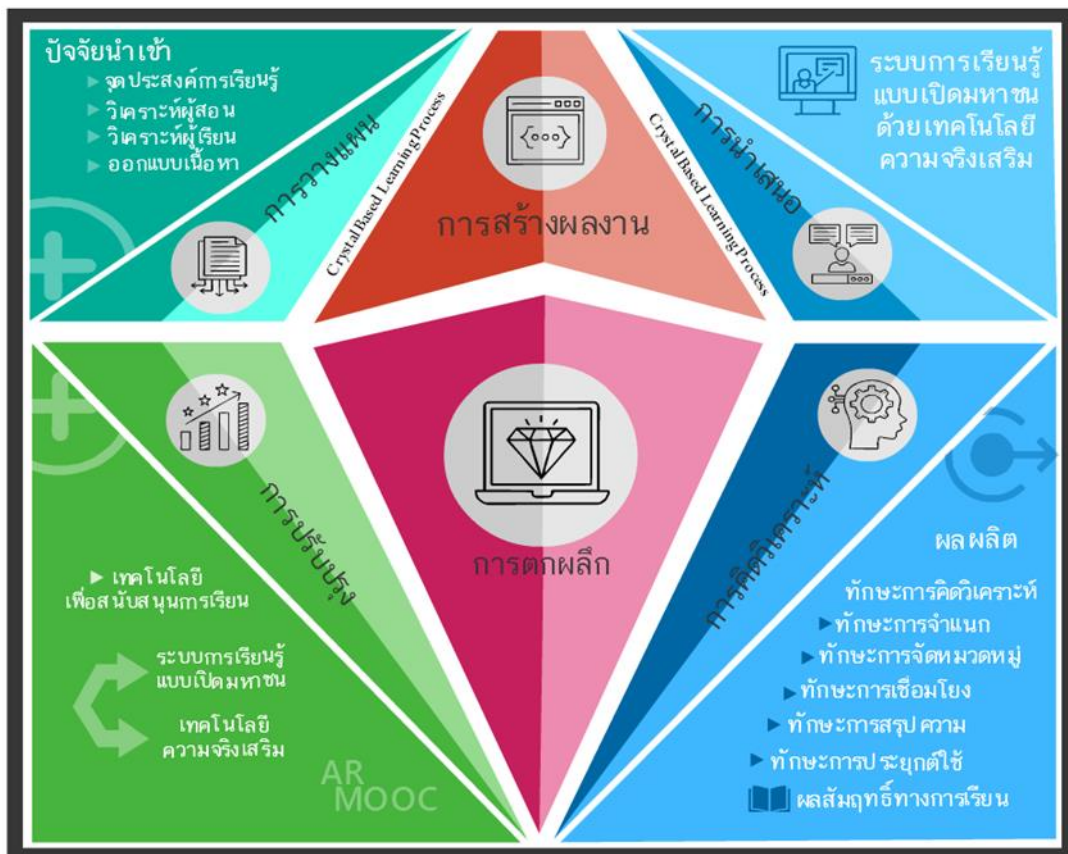 ปัจจัยนำเข้า
จุดประสงค์การเรียนรู้
วิเคราะห์ผู้สอน
วิเคราะห์ผู้เรียน
ออกแบบเนื้อหา
การวางแผน
Crystal Based Learning Process
{ooo}
การสร้างผลงาน
Crystal Based Learning Process
การนำเสนอ
ระบบการเรียนรู้
แบบเปิดมหาชน
ด้วยเทคโนโลยี
ความจริงเสริม
การปรับปรุง
เทคโนโลยี
เพื่อสนับสนุนการเรียน
ระบบการเรียนรู้
แบบเปิดมหาชน
เทคโนโลยี
ความจริงเสริม
AR
MOOC
การตกผลึก
การคิดวิเคราะห์
ผลผลิต
ทักษะการคิดวิเคราะห์
ทักษะการจำแนก
ทักษะการจัดหมวดหมู่
ทักษะการเชื่อมโยง
ทักษะการสรุปความ
ทักษะการประยุกต์ใช้
ผลสัมฤทธิ์ทางการเรียน